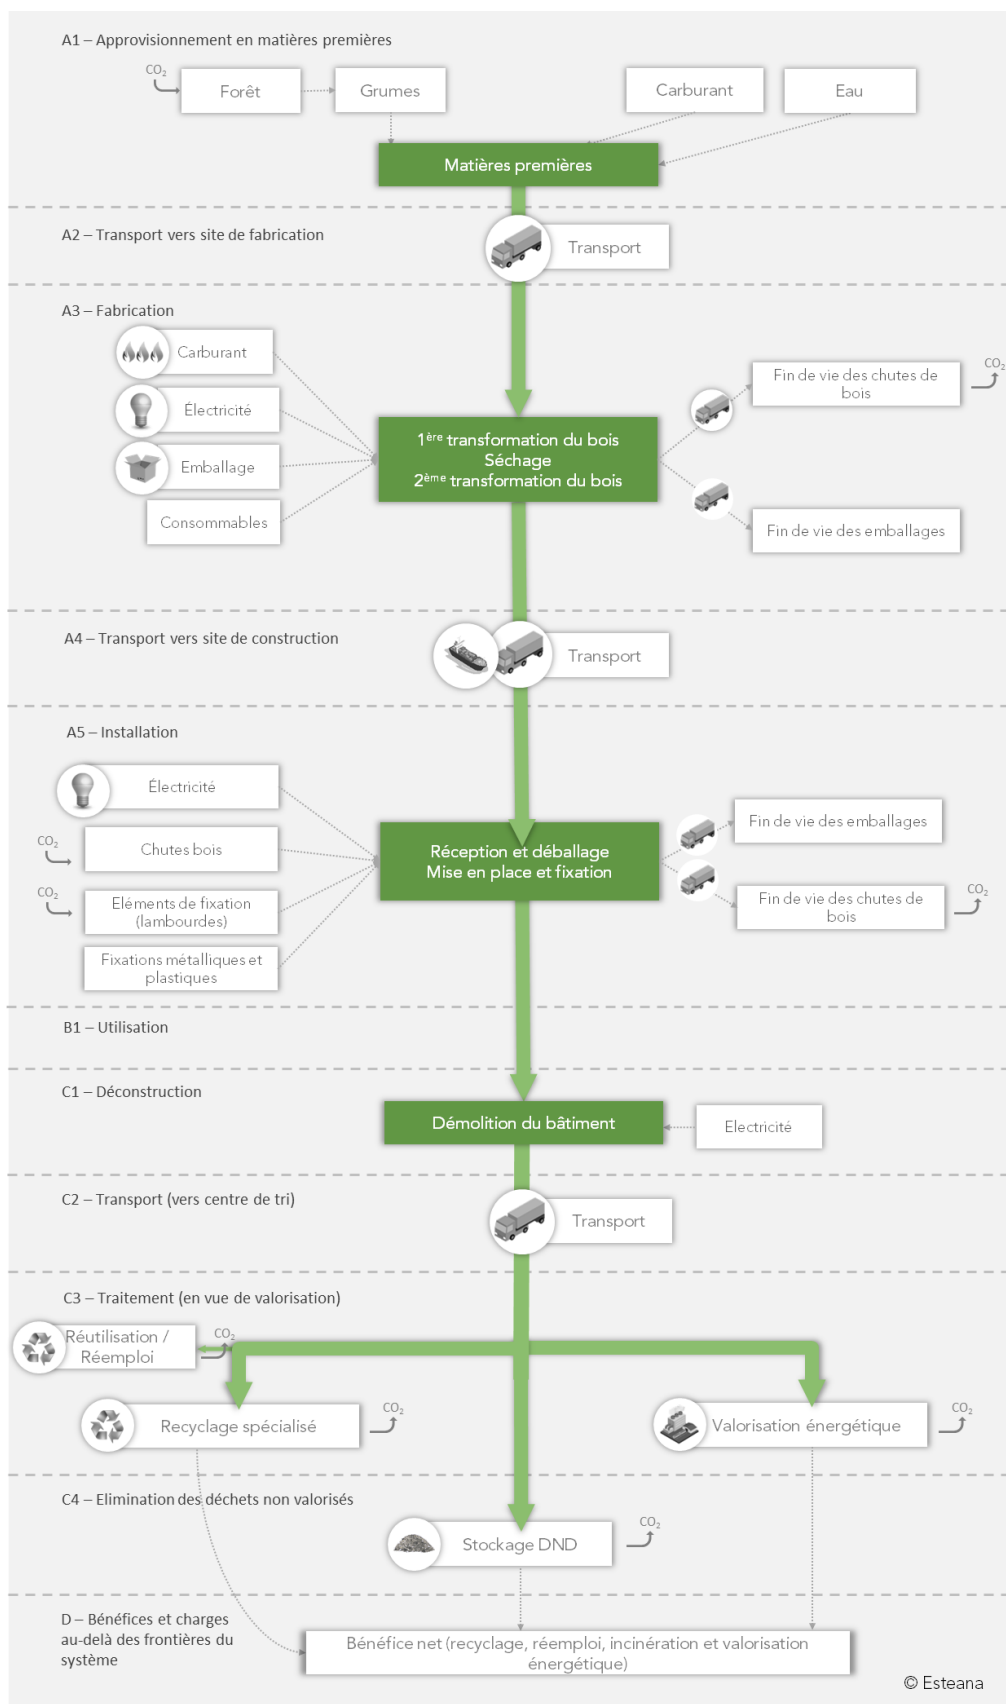 A1 – Approvisionnement en matières premières
CO2
Forêt
Grumes
Carburant
Eau
Matières premières
A2 – Transport vers site de fabrication
Transport
A3 – Fabrication
Carburant
Électricité
Emballage
Consommables
1ère transformation du bois
Séchage
2ème transformation du bois
Fin de vie des chutes de
bois
CO2
Fin de vie des emballages
A4 – Transport vers site de construction
Transport
A5 – Installation
Électricité
CO2
Chutes bois
CO2
Eléments de fixation
(lambourdes)
Fixations métalliques et
plastiques
Réception et déballage
Mise en place et fixation
Fin de vie des emballages
Fin de vie des chutes de
bois
CO2
B1 – Utilisation
C1 – Déconstruction
Démolition du bâtiment
Electricité
C2 – Transport (vers centre de tri)
Transport
C3 – Traitement (en vue de valorisation)
Réutilisation /
Réemploi
CO2
Recyclage spécialisé
CO2
Valorisation énergétique
CO2
C4 – Elimination des déchets non valorisés
Stockage DND
CO2
D – Bénéfices et charges
au-delà des frontières du
système
Bénéfice net (recyclage, réemploi, incinération et valorisation
énergétique)
© Esteana